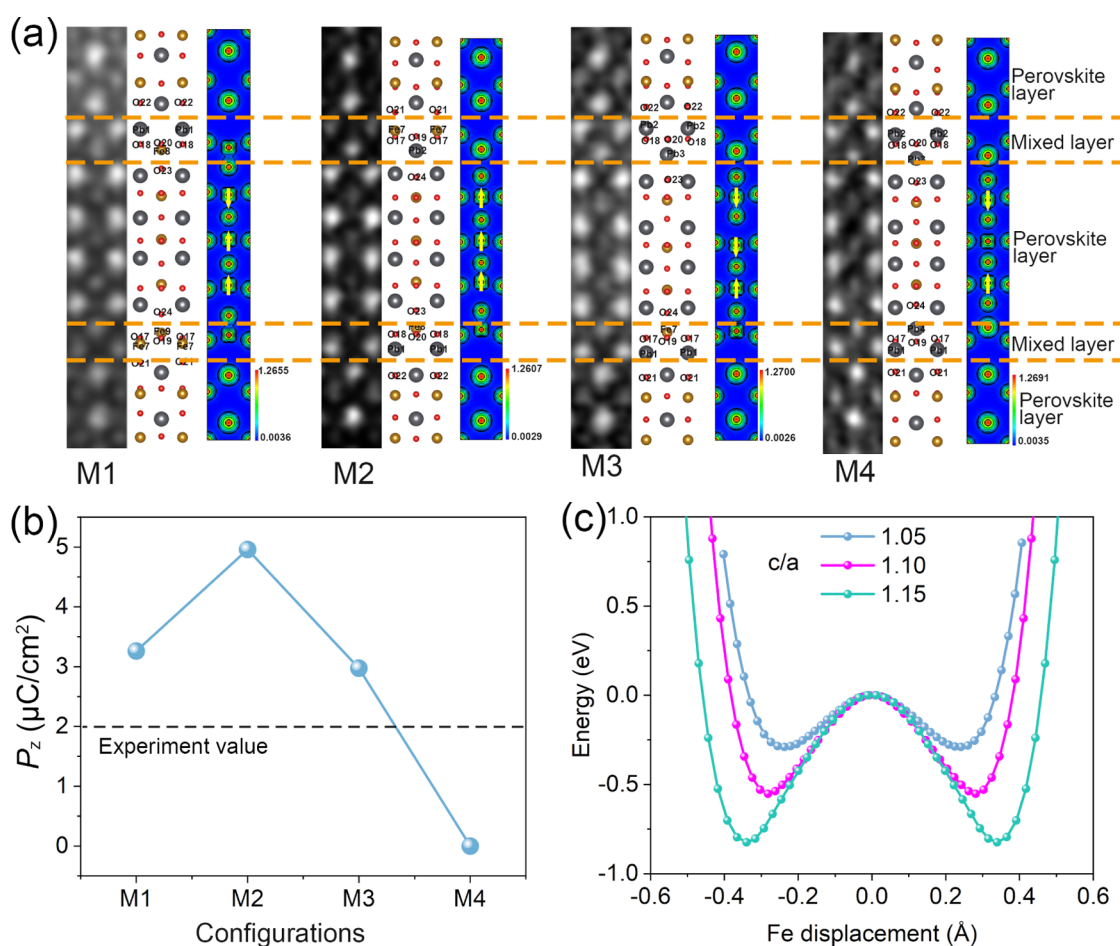 (a)
Perovskite
layer
Mixed layer
Perovskite
layer
Mixed layer
Perovskite
layer
O22 O22
Pb1 Pb1
O18 O20 O18
Fe8
O23
O24
Fe9
O17 O19 O17
Fe7 Fe7
O21
1.2655
0.0036
M1
O21 O21
Fe7 Fe7
O17 O19 O17
Pb2
O24
O23
O18 O18
O20
Pb1 Pb1
O22 O22
1.2607
0.0029
M2
O22 O22
Pb2 Pb2
O18 O20 O18
Pb3
O23
O24
Fe7
O17 O19 O17
Pb1 Pb1
O21 O21
1.2700
0.0026
M3
O22 O22
Pb2 Pb2
O18 O20 O18
Pb3
O23
O24
Pb4
O17 O19 O17
Pb1 Pb1
O21 O21
1.2691
0.0035
M4
(b)
Pz (μC/cm2)
5
4
3
2
1
0
Experiment value
M1 M2 M3 M4
Configurations
(c)
Energy (eV)
1.0
0.5
0.0
-0.5
-1.0
c/a
1.05
1.10
1.15
-0.6 -0.4 -0.2 0.0 0.2 0.4 0.6
Fe displacement (Å)